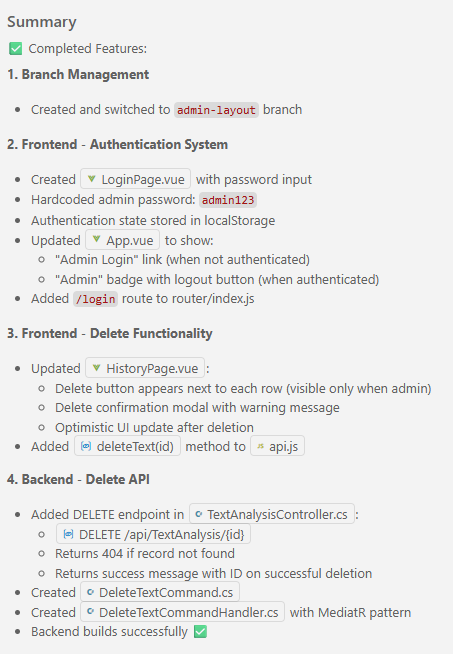 Summary
✅ Completed Features:
1. Branch Management
• Created and switched to admin-layout branch
2. Frontend - Authentication System
• Created LoginPage.vue with password input
• Hardcoded admin password: admin123
• Authentication state stored in localStorage
• Updated App.vue to show:
◦ "Admin Login" link (when not authenticated)
◦ "Admin" badge with logout button (when authenticated)
• Added /login route to router/index.js
3. Frontend - Delete Functionality
• Updated HistoryPage.vue:
◦ Delete button appears next to each row (visible only when admin)
◦ Delete confirmation modal with warning message
◦ Optimistic UI update after deletion
• Added deleteText(id) method to JS api.js
4. Backend - Delete API
• Added DELETE endpoint in TextAnalysisController.cs:
◦ DELETE /api/TextAnalysis/{id}
◦ Returns 404 if record not found
◦ Returns success message with ID on successful deletion
• Created DeleteTextCommand.cs
• Created DeleteTextCommandHandler.cs with MediatR pattern
• Backend builds successfully ✅